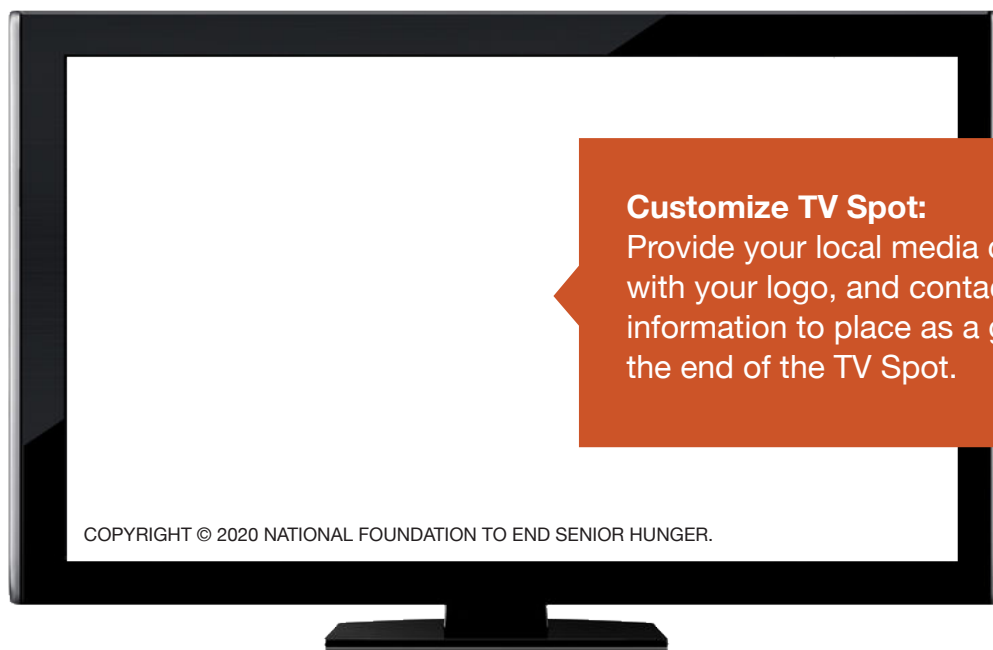 Customize TV Spot:
Provide your local media
with your logo, and
information to place as a
the end of the TV Spot.
COPYRIGHT © 2020 NATIONAL FOUNDATION TO END SENIOR HUNGER.